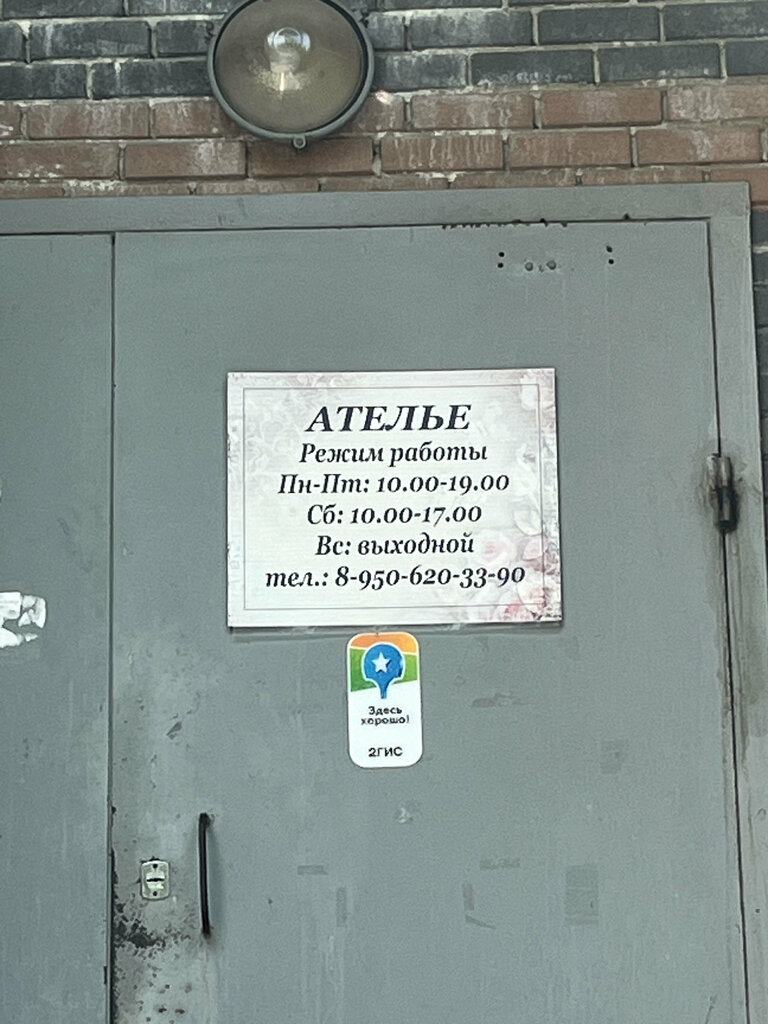 АТЕЛЬЕ
Режим работы
Пн-Пт: 10.00-19.00
Сб: 10.00-17.00
Вс: выходной
тел.: 8-950-620-33-90
Здесь
хорошо!
2ГИС